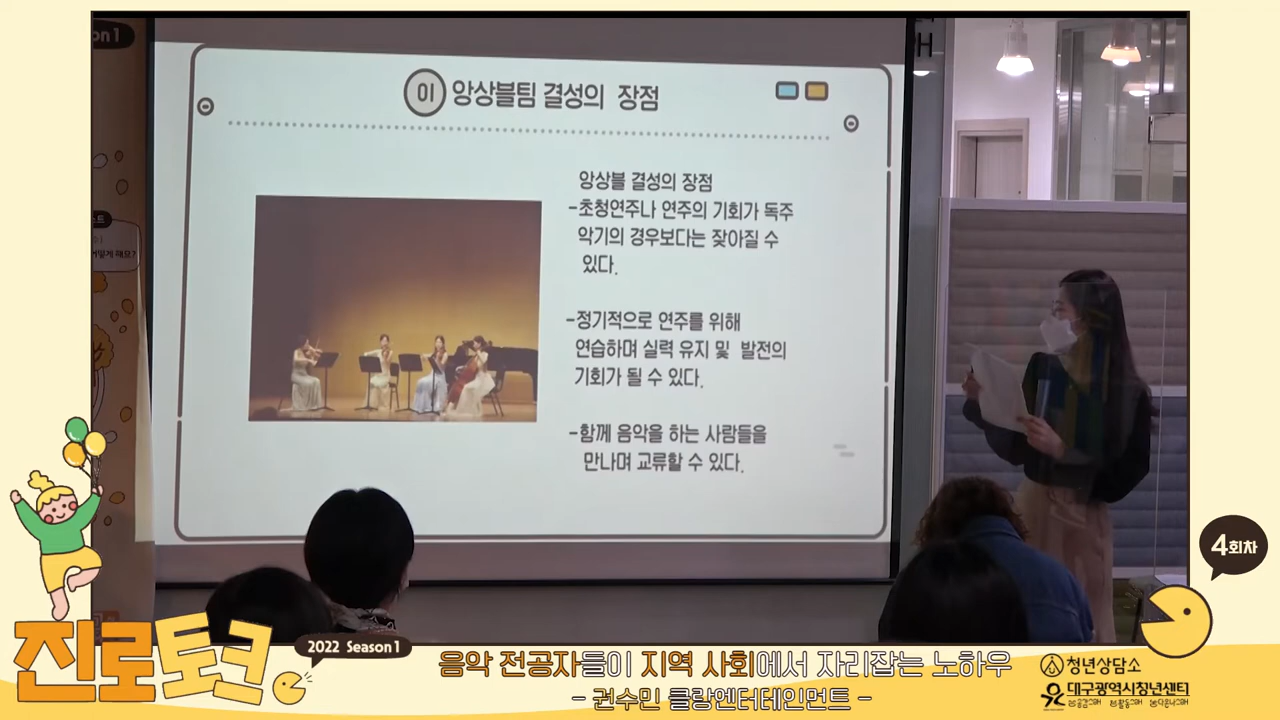 on 1
01 앙상블팀 결성의 장점
앙상블 결성의 장점
-초청연주나 연주의 기회가 독주
악기의 경우보다는 잦아질 수
있다.
-정기적으로 연주를 위해
연습하며 실력 유지 및 발전의
기회가 될 수 있다.
-함께 음악을 하는 사람들을
만나며 교류할 수 있다.
4회차
진로토크
2022 Season 1
음악 전공자들이 지역 사회에서 자리잡는 노하우
- 권수민 클랑엔터테인먼트 -
청년상담소
대구광역시청년센터